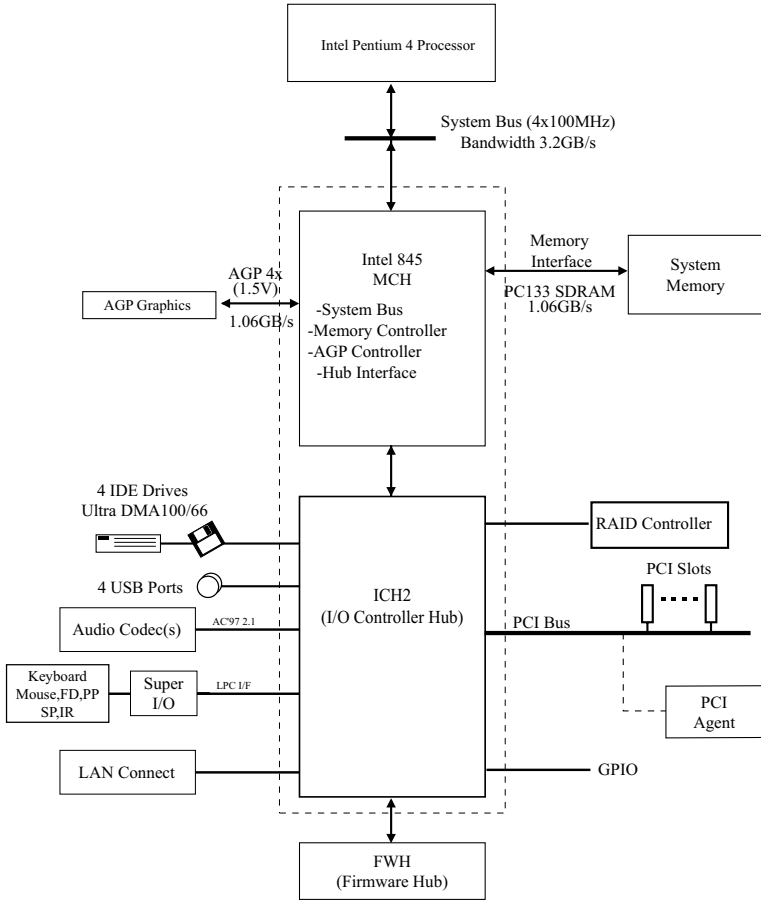 Intel Pentium 4 Processor
System Bus (4x100MHz)
Bandwidth 3.2GB/s
Intel 845
MCH
-System Bus
-Memory Controller
-AGP Controller
-Hub Interface
AGP 4x
(1.5V)
1.06GB/s
AGP Graphics
Memory
Interface
PC133 SDRAM
1.06GB/s
System
Memory
4 IDE Drives
Ultra DMA100/66
4 USB Ports
Audio Codec(s)
AC'97 2.1
Keyboard
Mouse,FD,PP
SP,IR
Super
I/O
LPC I/F
LAN Connect
ICH2
(I/O Controller Hub)
RAID Controller
PCI Slots
PCI Bus
PCI
Agent
GPIO
FWH
(Firmware Hub)